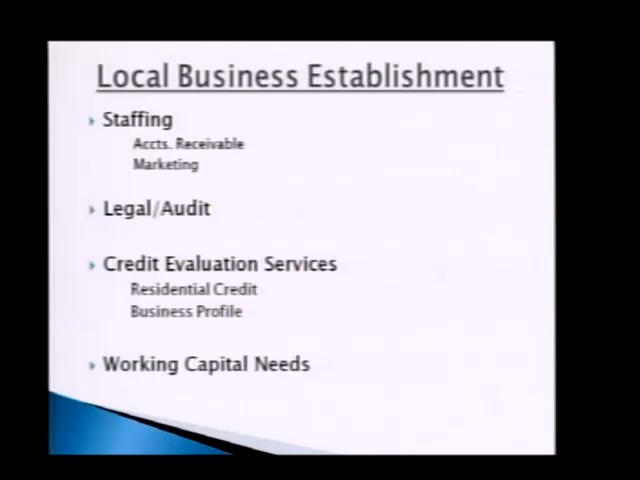 Local Business Establishment
Staffing
Accts. Receivable
Marketing
Legal/Audit
Credit Evaluation Services
Residential Credit
Business Profile
Working Capital Needs